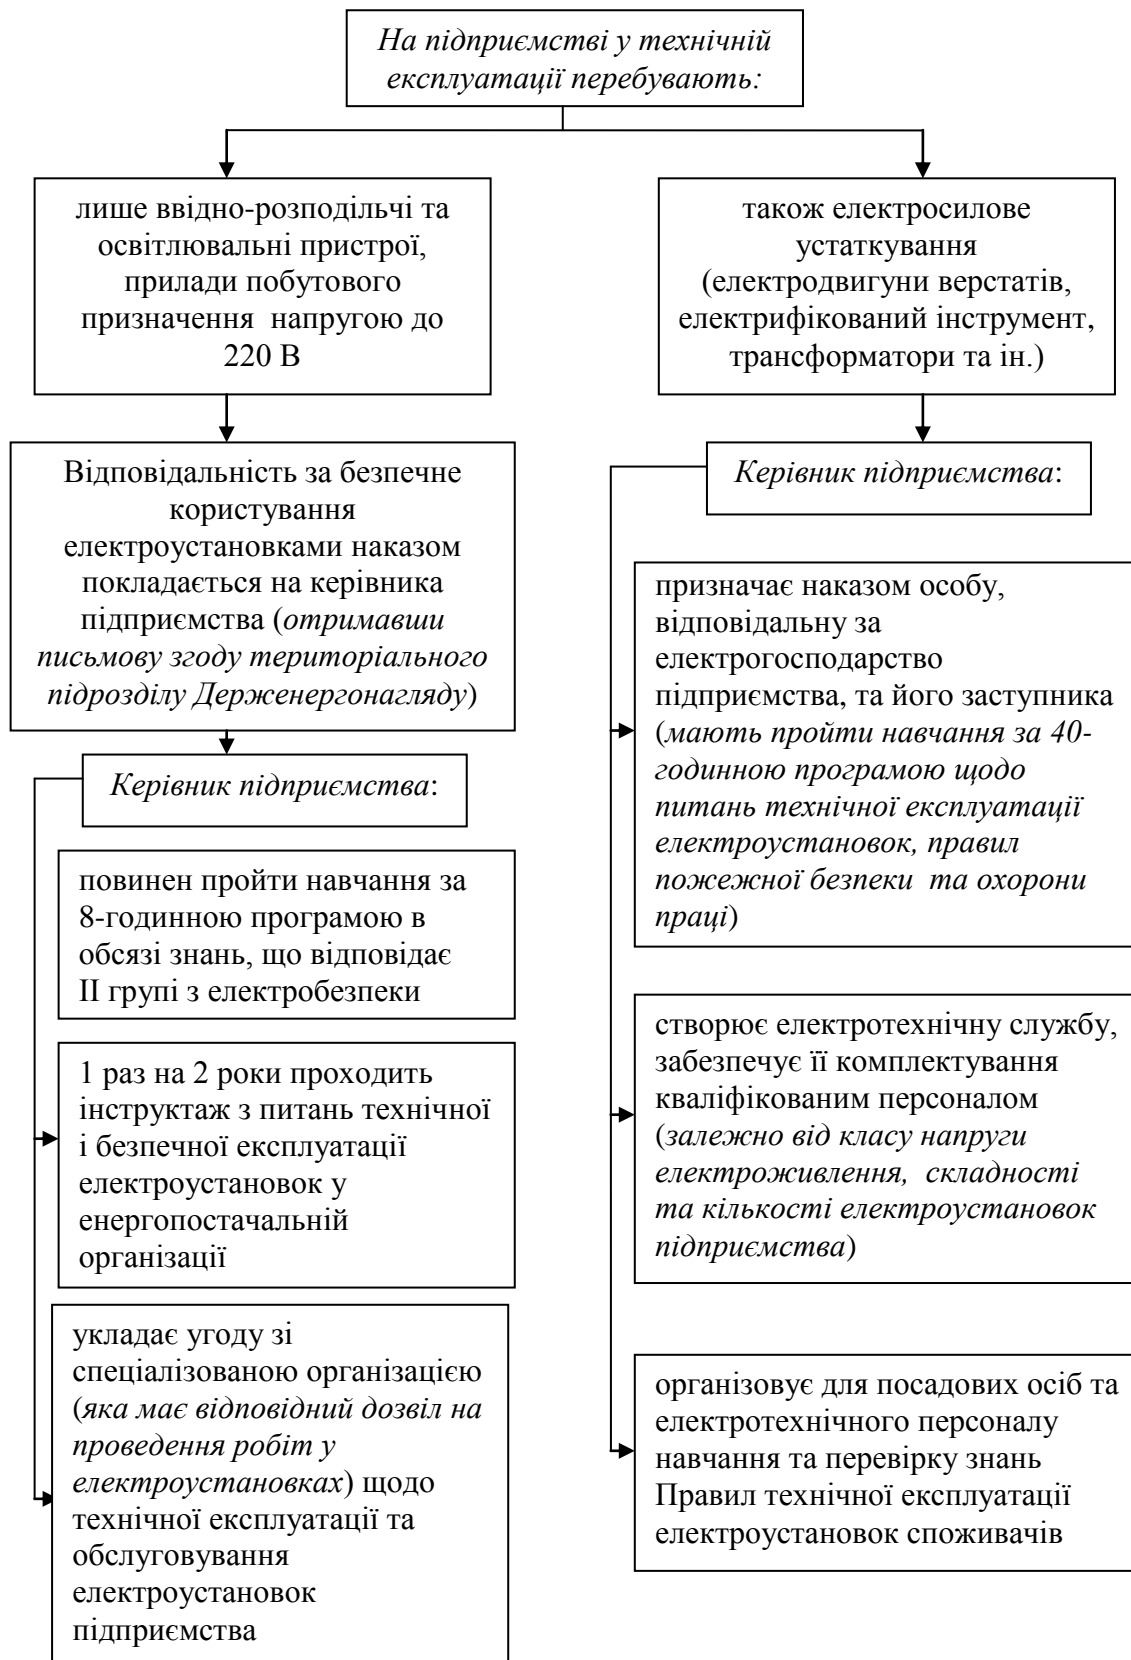 На підприємстві у технічній
експлуатації перебувають:
лише ввідно-розподільчі та
освітлювальні пристрої,
прилади побутового
призначення напругою до
220 В
також електросилове
устаткування
(електродвигуни верстатів,
електрифікований інструмент,
трансформатори та ін.)
Відповідальність за безпечне
користування
електроустановками наказом
покладається на керівника
підприємства (отримавши
письмову згоду територіального
підрозділу Держенергонагляду)
Керівник підприємства:
повинен пройти навчання за
8-годинною програмою в
обсязі знань, що відповідає
ІІ групі з електробезпеки
1 раз на 2 роки проходить
інструктаж з питань технічної
і безпечної експлуатації
електроустановок у
енергопостачальній
організації
укладає угоду зі
спеціалізованою організацією
(яка має відповідний дозвіл на
проведення робіт у
електроустановках) щодо
технічної експлуатації та
обслуговування
електроустановок
підприємства
Керівник підприємства:
призначає наказом особу,
відповідальну за
електрогосподарство
підприємства, та його заступника
(мають пройти навчання за 40-
годинною програмою щодо
питань технічної експлуатації
електроустановок, правил
пожежної безпеки та охорони
праці)
створює електротехнічну службу,
забезпечує її комплектування
кваліфікованим персоналом
(залежно від класу напруги
електроживлення, складності
та кількості електроустановок
підприємства)
організовує для посадових осіб та
електротехнічного персоналу
навчання та перевірку знань
Правил технічної експлуатації
електроустановок споживачів